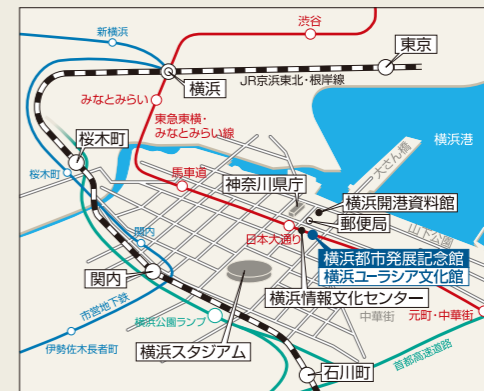 渋谷
新横浜
東京
横浜
JR京浜東北・根岸線
みなとみらい
東急東横・
みなとみらい線
横浜港
大さん橋
桜木町
桜木町
馬車道
神奈川県庁
横浜開港資料館
郵便局
山下公園
日本大通り
関内
横浜都市発展記念館
横浜ユーラシア文化館
関内
横浜情報文化センター
市営地下鉄
横浜公園ランプ
中華街
元町・中華街
伊勢佐木長者町
横浜スタジアム
首都高速道路
石川町